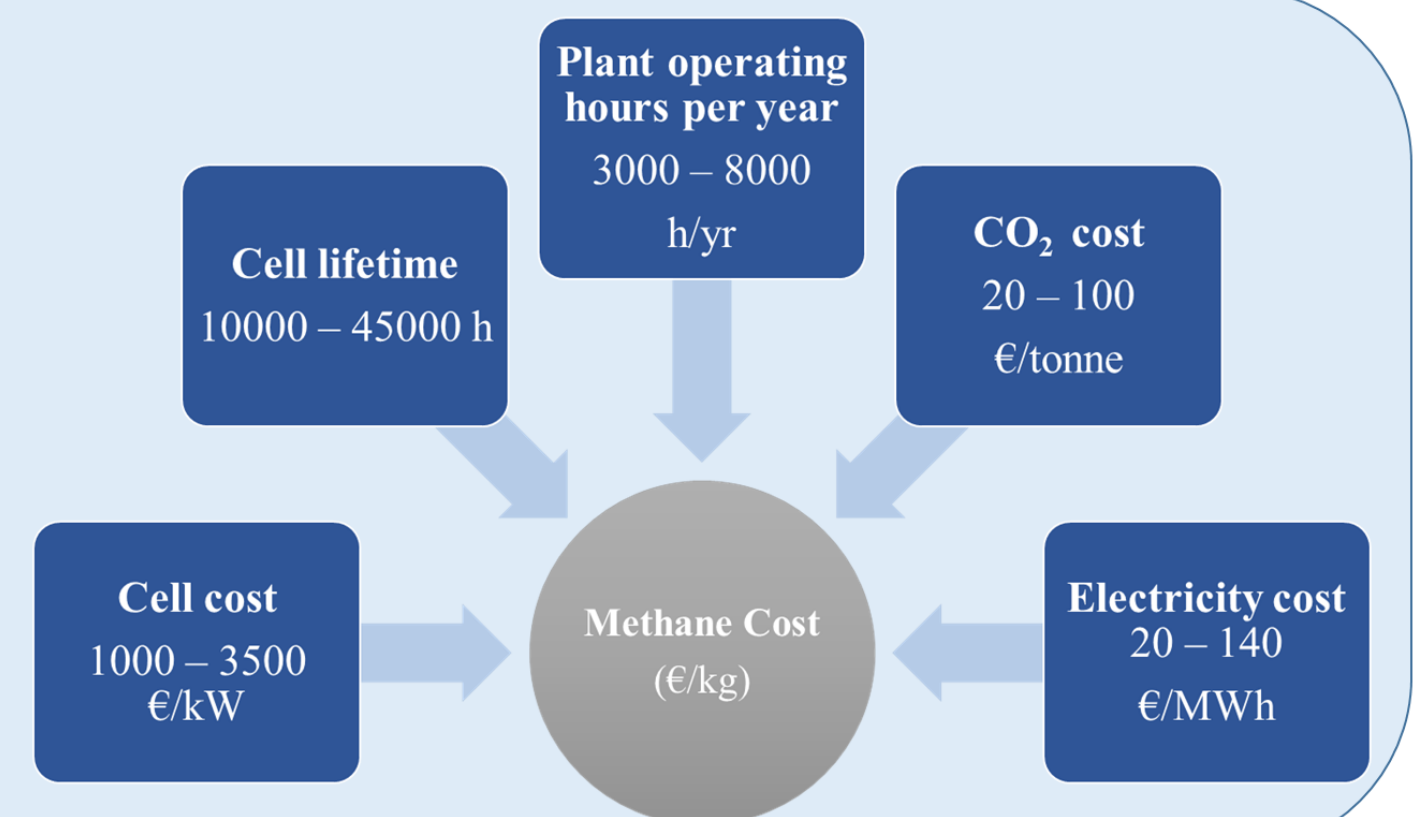 Plant operating
hours per year
3000 – 8000
h/yr
Cell lifetime
10000 – 45000 h
CO₂ cost
20 – 100
€/tonne
Cell cost
1000 – 3500
€/kW
Methane Cost
(€/kg)
Electricity cost
20 – 140
€/MWh